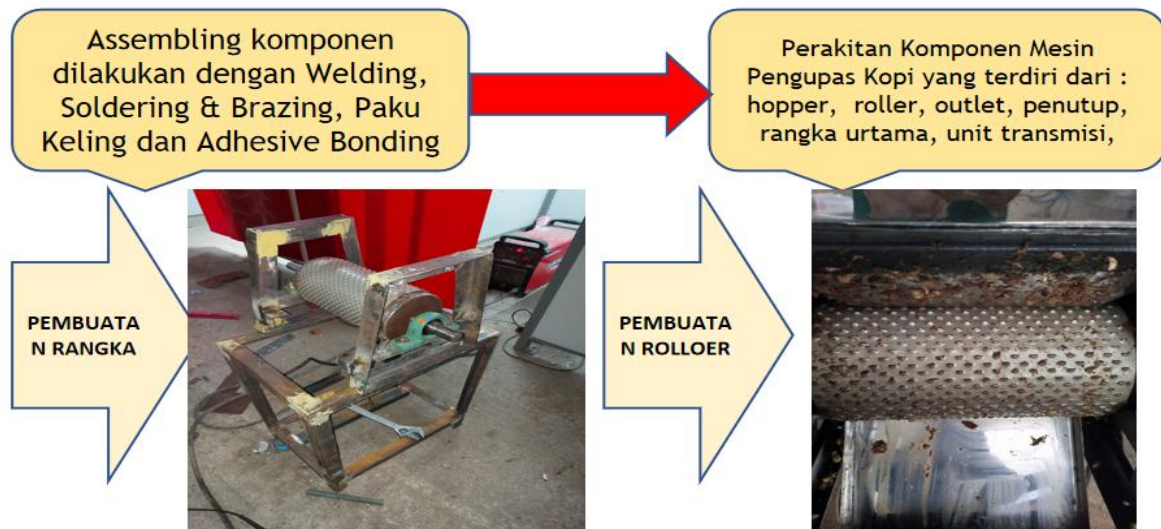 Assembling komponen
dilakukan dengan Welding,
Soldering & Brazing, Paku
Keling dan Adhesive Bonding
Perakitan Komponen Mesin
Pengupas Kopi yang terdiri dari :
hopper, roller, outlet, penutup,
rangka urtama, unit transmisi,
PEMBUATA
N RANGKA
PEMBUATA
N ROLLOER